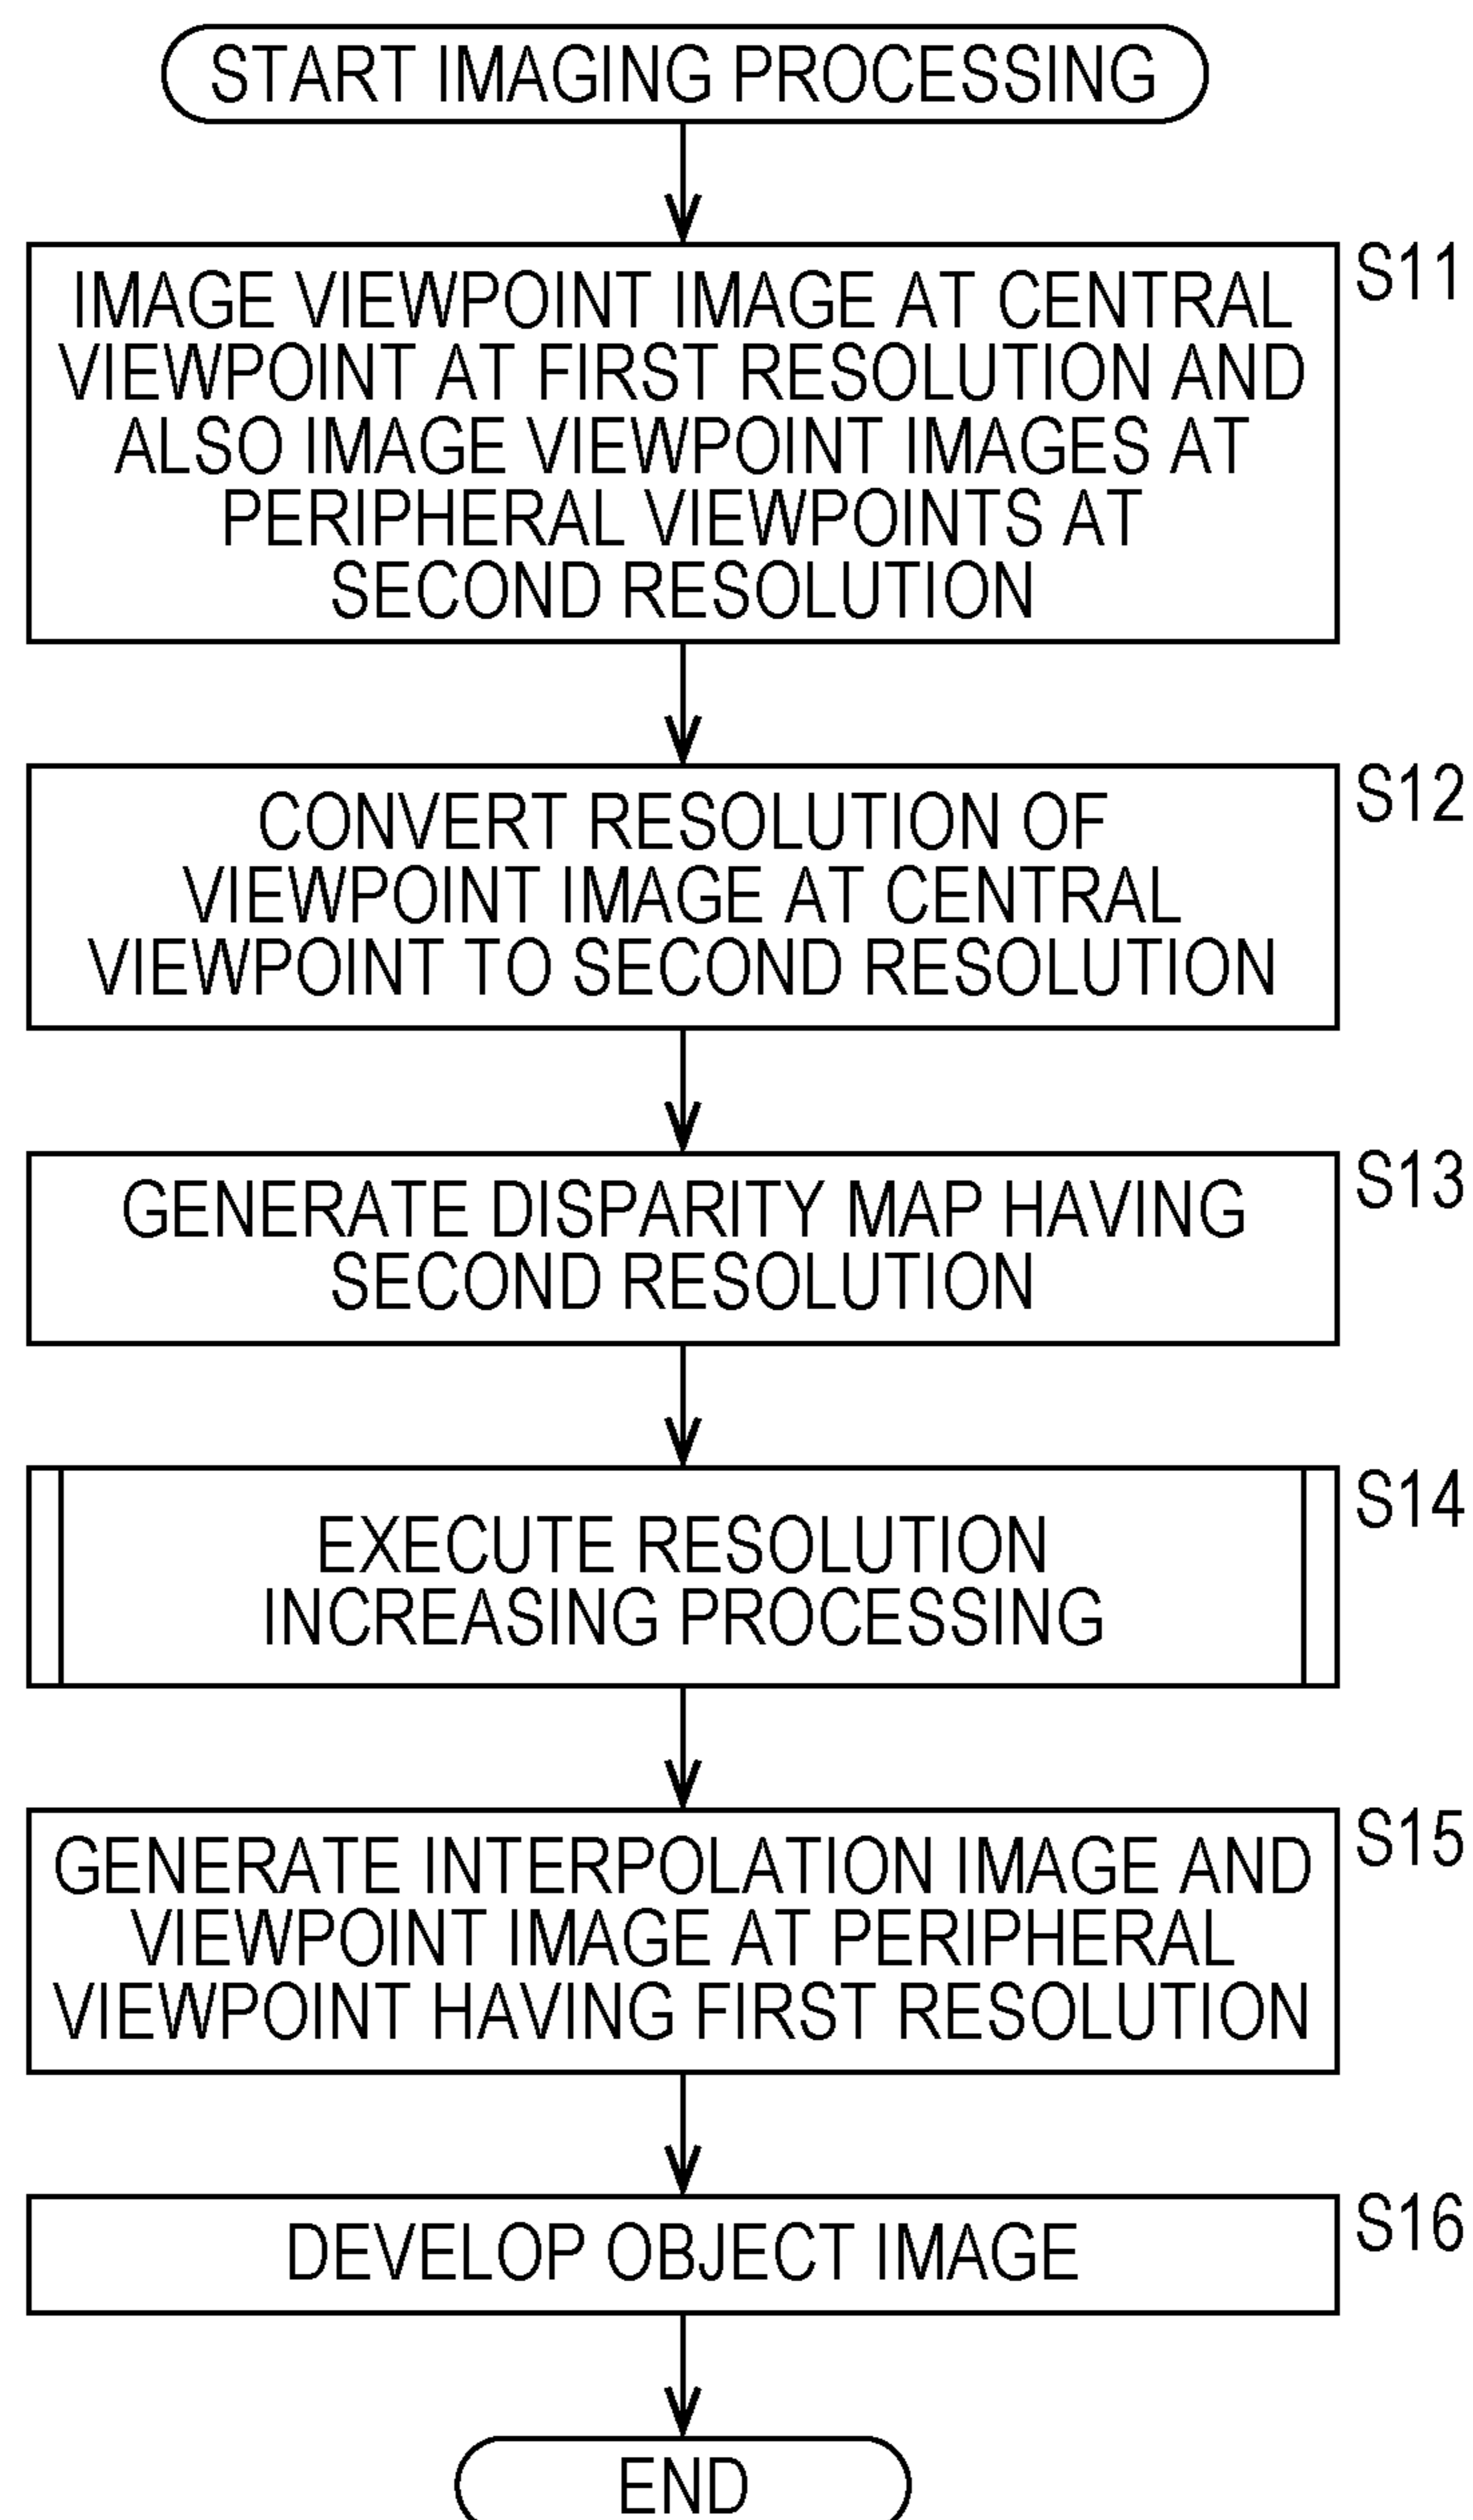 START IMAGING PROCESSING
S11
IMAGE VIEWPOINT IMAGE AT CENTRAL
VIEWPOINT AT FIRST RESOLUTION AND
ALSO IMAGE VIEWPOINT IMAGES AT
PERIPHERAL VIEWPOINTS AT
SECOND RESOLUTION
S12
CONVERT RESOLUTION OF
VIEWPOINT IMAGE AT CENTRAL
VIEWPOINT TO SECOND RESOLUTION
S13
GENERATE DISPARITY MAP HAVING
SECOND RESOLUTION
S14
EXECUTE RESOLUTION
INCREASING PROCESSING
S15
GENERATE INTERPOLATION IMAGE AND
VIEWPOINT IMAGE AT PERIPHERAL
VIEWPOINT HAVING FIRST RESOLUTION
S16
DEVELOP OBJECT IMAGE
END